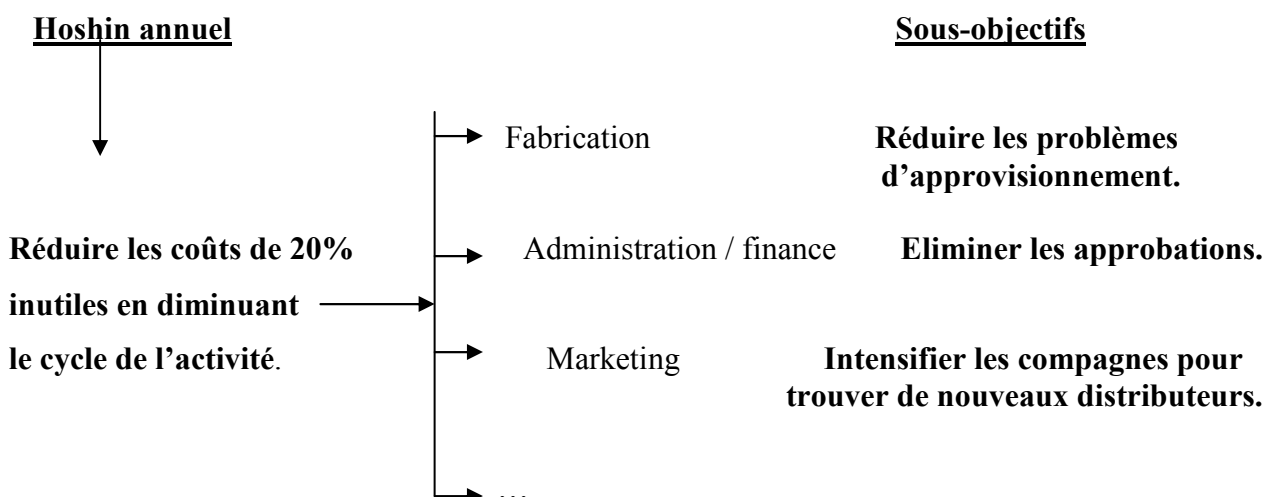 Hoshin annuel Sous-objectifs
Fabrication Réduire les problèmes
d’approvisionnement.
Réduire les coûts de 20% Administration / finance Eliminer les approbations.
inutiles en diminuant
le cycle de l’activité. Marketing Intensifier les compagnes pour
trouver de nouveaux distributeurs.
…